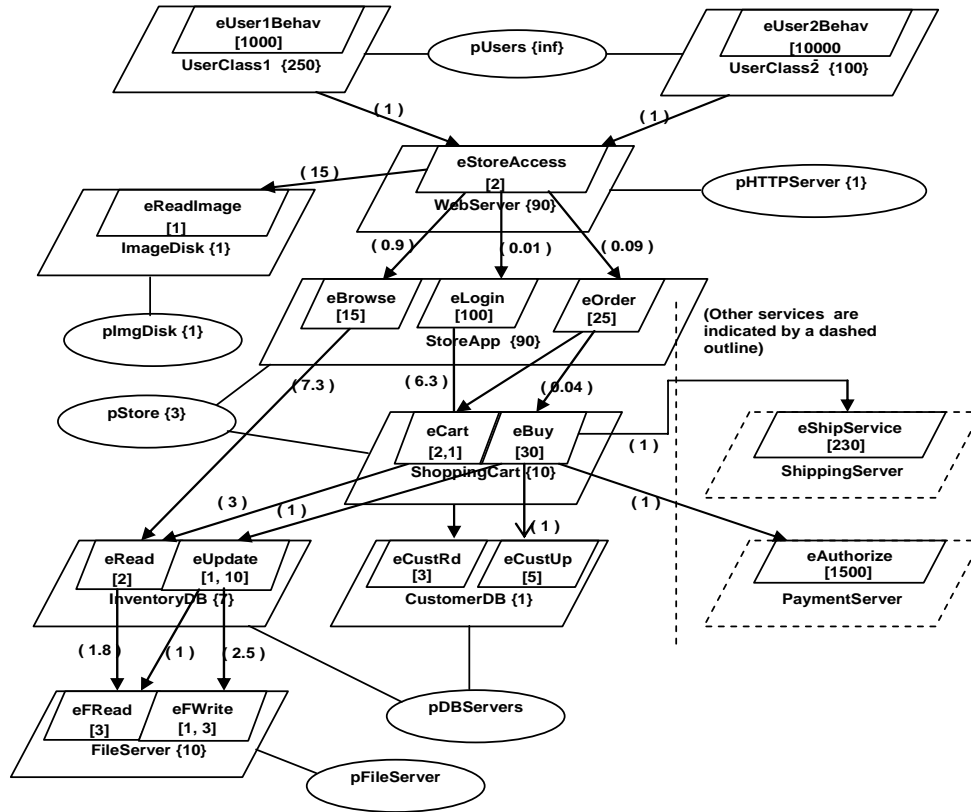 eUser1Behav
[1000]
UserClass1 {250}
pUsers {inf}
eUser2Behav
[10000
UserClass2 {100}
( 1 )
( 1 )
eStoreAccess
[2]
WebServer {90}
(15)
pHTTPServer {1}
eReadImage
[1]
ImageDisk {1}
( 0.9 )
( 0.01 )
( 0.09 )
pImgDisk {1}
eBrowse
[15]
eLogin
[100]
eOrder
[25]
StoreApp {90}
(Other services are
indicated by a dashed
outline)
( 7.3 )
( 6.3 )
( 0.04 )
pStore {3}
eCart
[2,1]
eBuy
[30]
ShoppingCart {10}
( 1 )
eShipService
[230]
ShippingServer
( 3 )
( 1 )
( 1 )
( 1 )
eRead
[2]
eUpdate
[1, 10]
InventoryDB {7}
eCustRd
[3]
eCustUp
[5]
CustomerDB {1}
eAuthorize
[1500]
PaymentServer
( 1.8 )
( 1 )
( 2.5 )
eFRead
[3]
eFWrite
[1, 3]
FileServer {10}
pDBServers
pFileServer